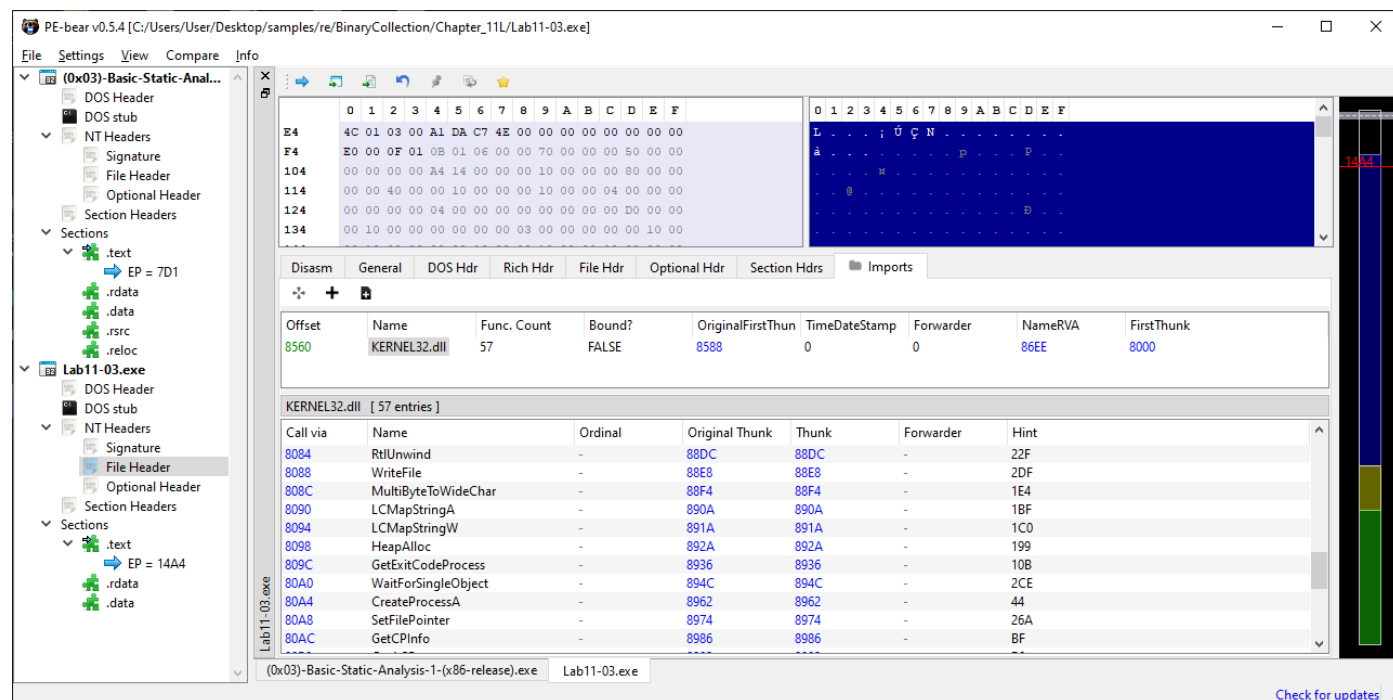 PE-bear v0.5.4 [C:/Users/User/Desktop/samples/re/BinaryCollection/Chapter_11L/Lab11-03.exe]
File Settings View Compare Info
(0x03)-Basic-Static-Anal...
DOS Header
DOS stub
NT Headers
Signature
File Header
Optional Header
Section Headers
Sections
.text
EP = 7D1
.rdata
.data
.rsrc
.reloc
Lab11-03.exe
DOS Header
DOS stub
NT Headers
Signature
File Header
Optional Header
Section Headers
Sections
.text
EP = 14A4
.rdata
.data
Lab11-03.exe
0 1 2 3 4 5 6 7 8 9 A B C D E F
E4 4C 01 03 00 A1 DA C7 4E 00 00 00 00 00 00 00 00
F4 E0 00 0F 01 0B 01 06 00 00 70 00 00 00 50 00 00
104 00 00 00 00 A4 14 00 00 00 10 00 00 00 80 00 00
114 00 00 40 00 00 10 00 00 00 10 00 00 04 00 00 00
124 00 00 00 00 04 00 00 00 00 00 00 00 00 D0 00 00
134 00 10 00 00 00 00 00 00 03 00 00 00 00 00 10 00
0 1 2 3 4 5 6 7 8 9 A B C D E F
L . . . ¡ Ú Ç N . . . . . . . .
à . . . . . . . . p . . . P . .
. . . . ¤ . . . . . . . . . . .
. . @ . . . . . . . . . . . . .
. . . . . . . . . . . . . Ð . .
. . . . . . . . . . . . . . . .
14A4
Disasm General DOS Hdr Rich Hdr File Hdr Optional Hdr Section Hdrs Imports
Offset Name Func. Count Bound? OriginalFirstThun TimeDateStamp Forwarder NameRVA FirstThunk
8560 KERNEL32.dll 57 FALSE 8588 0 0 86EE 8000
KERNEL32.dll [ 57 entries ]
Call via Name Ordinal Original Thunk Thunk Forwarder Hint
8084 RtlUnwind - 88DC 88DC - 22F
8088 WriteFile - 88E8 88E8 - 2DF
808C MultiByteToWideChar - 88F4 88F4 - 1E4
8090 LCMapStringA - 890A 890A - 1BF
8094 LCMapStringW - 891A 891A - 1C0
8098 HeapAlloc - 892A 892A - 199
809C GetExitCodeProcess - 8936 8936 - 10B
80A0 WaitForSingleObject - 894C 894C - 2CE
80A4 CreateProcessA - 8962 8962 - 44
80A8 SetFilePointer - 8974 8974 - 26A
80AC GetCPInfo - 8986 8986 - BF
(0x03)-Basic-Static-Analysis-1-(x86-release).exe Lab11-03.exe
Check for updates